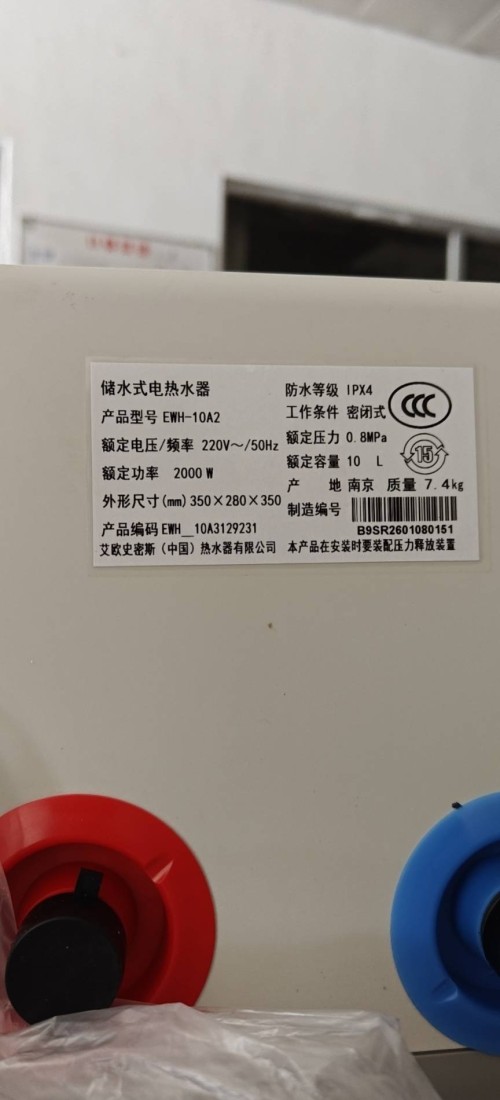 储水式电热水器
产品型号 EWH-10A2
额定电压/频率 220V～/50Hz
额定功率 2000 W
外形尺寸(mm) 350×280×350
产品编码 EWH__10A3129231
艾欧史密斯（中国）热水器有限公司
防水等级 IPX4
工作条件 密闭式
额定压力 0.8MPa
额定容量 10 L
产 地 南京 质量 7.4kg
制造编号
B9SR2601080151
本产品在安装时要装配压力释放装置
CCC
15